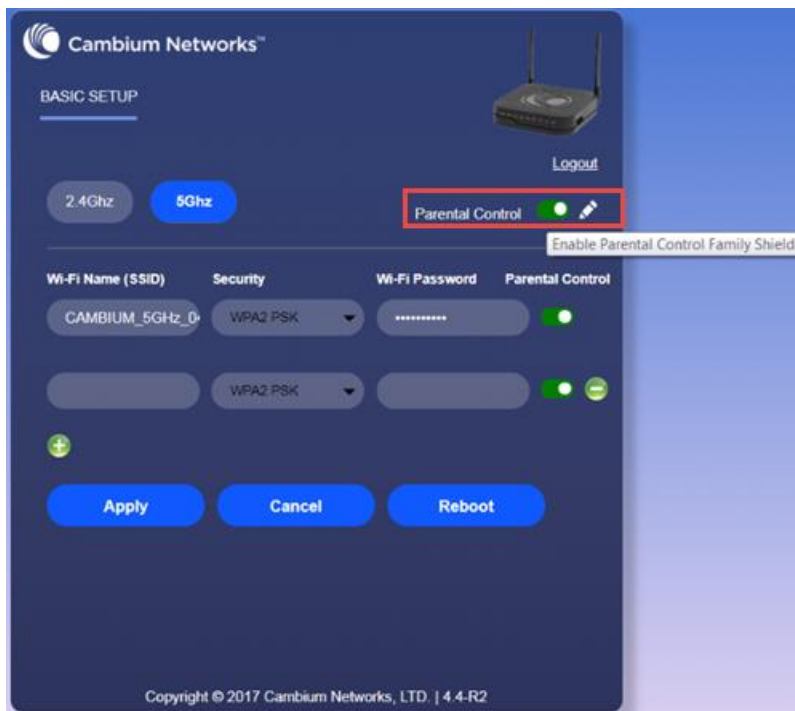 Cambium Networks™
BASIC SETUP
Logout
2.4Ghz 5Ghz Parental Control
Enable Parental Control Family Shield
Wi-Fi Name (SSID) Security Wi-Fi Password Parental Control
CAMBIUM_5GHz_0 WPA2 PSK ••••••••••
WPA2 PSK
Apply Cancel Reboot
Copyright © 2017 Cambium Networks, LTD. | 4.4-R2